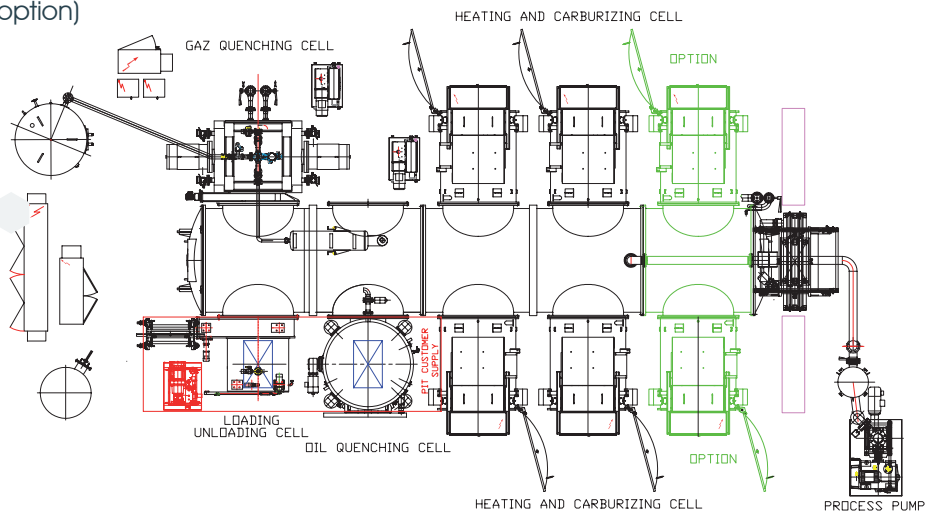 option)
HEATING AND CARBURIZING CELL
GAZ QUENCHING CELL
OPTION
PIT CUSTOMER
SUPPLY
LOADING
UNLOADING CELL
OIL QUENCHING CELL
OPTION
HEATING AND CARBURIZING CELL
PROCESS PUMP